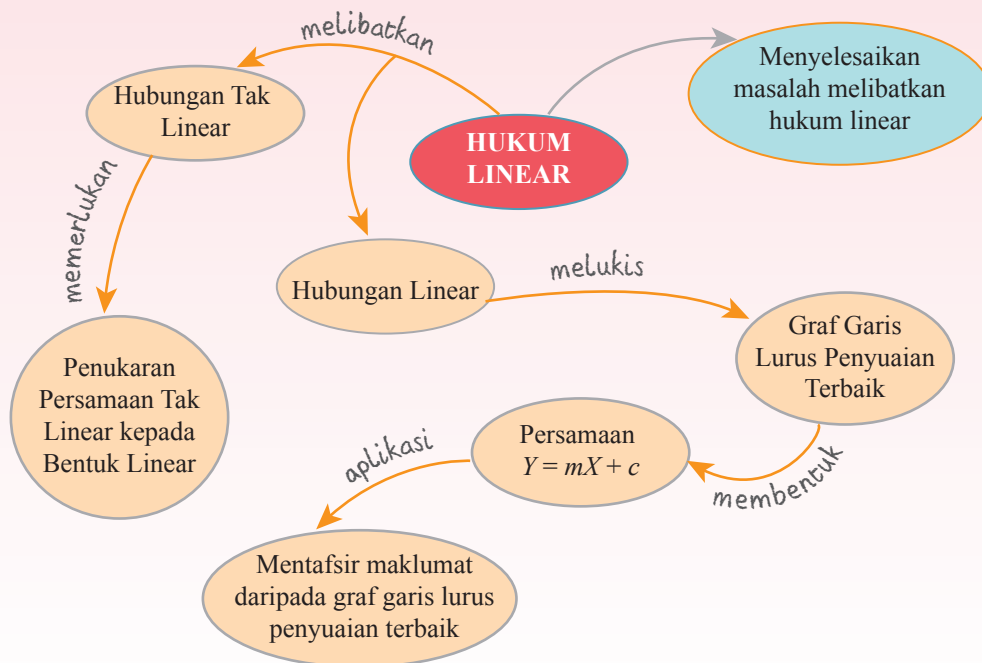 melibatkan
Hubungan Tak
Linear
Menyelesaikan
masalah melibatkan
hukum linear
HUKUM
LINEAR
memerlukan
Hubungan Linear
melukis
Graf Garis
Lurus Penyuaian
Terbaik
Penukaran
Persamaan Tak
Linear kepada
Bentuk Linear
Persamaan
Y = mX + c
membentuk
aplikasi
Mentafsir maklumat
daripada graf garis lurus
penyuaian terbaik